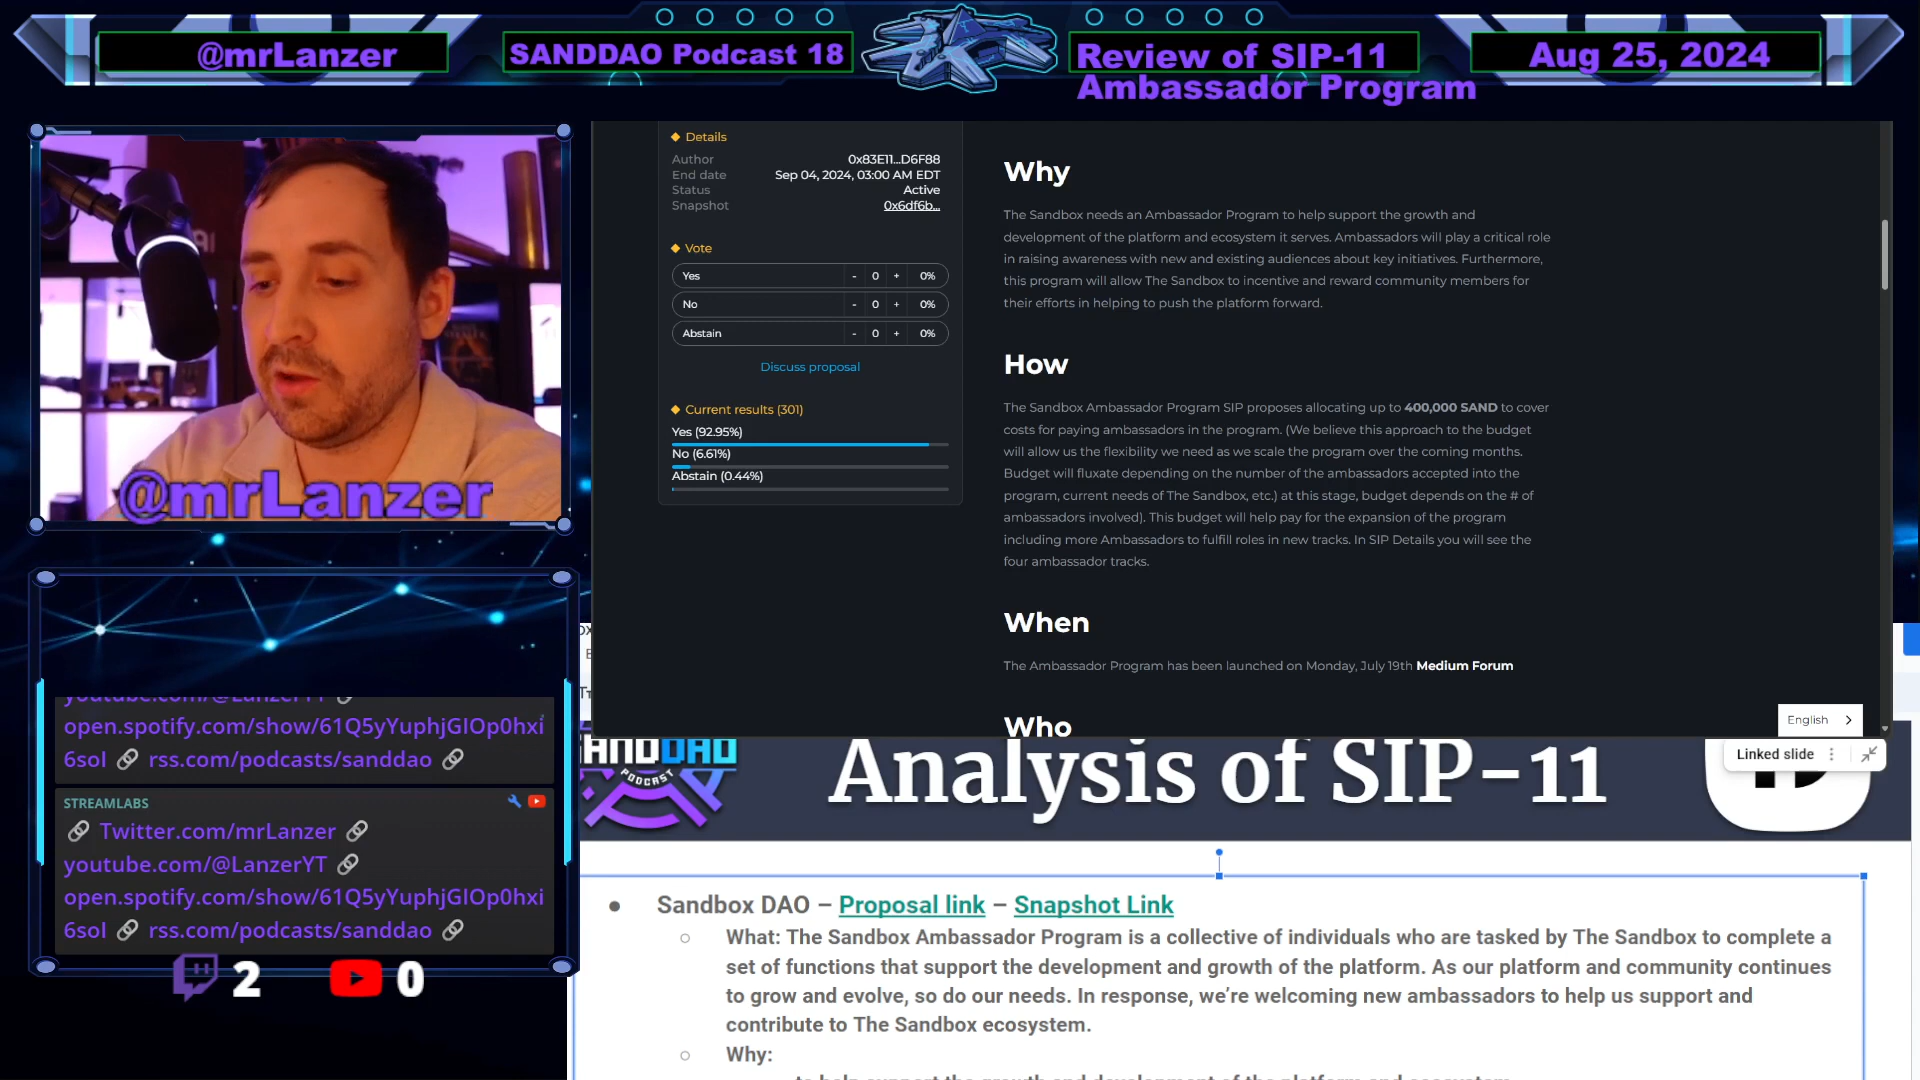 @mrLanzer
SANDDAO Podcast 18
Review of SIP-11
Ambassador Program
Aug 25, 2024
@mrLanzer
Details
Author 0x83E11...D6F88
End date Sep 04, 2024, 03:00 AM EDT
Status Active
Snapshot 0x6df6b...
Vote
Yes - 0 + 0%
No - 0 + 0%
Abstain - 0 + 0%
Discuss proposal
Current results (301)
Yes (92.95%)
No (6.61%)
Abstain (0.44%)
Why
The Sandbox needs an Ambassador Program to help support the growth and
development of the platform and ecosystem it serves. Ambassadors will play a critical role
in raising awareness with new and existing audiences about key initiatives. Furthermore,
this program will allow The Sandbox to incentive and reward community members for
their efforts in helping to push the platform forward.
How
The Sandbox Ambassador Program SIP proposes allocating up to 400,000 SAND to cover
costs for paying ambassadors in the program. (We believe this approach to the budget
will allow us the flexibility we need as we scale the program over the coming months.
Budget will fluxate depending on the number of the ambassadors accepted into the
program, current needs of The Sandbox, etc.) at this stage, budget depends on the # of
ambassadors involved). This budget will help pay for the expansion of the program
including more Ambassadors to fulfill roles in new tracks. In SIP Details you will see the
four ambassador tracks.
When
The Ambassador Program has been launched on Monday, July 19th Medium Forum
Who
English
Linked slide
youtube.com/@LanzerYT
open.spotify.com/show/61Q5yYuphjGIOp0hxi
6sol rss.com/podcasts/sanddao
STREAMLABS
Twitter.com/mrLanzer
youtube.com/@LanzerYT
open.spotify.com/show/61Q5yYuphjGIOp0hxi
6sol rss.com/podcasts/sanddao
2 0
SANDDAO
PODCAST
Analysis of SIP-11
Sandbox DAO – Proposal link – Snapshot Link
What: The Sandbox Ambassador Program is a collective of individuals who are tasked by The Sandbox to complete a
set of functions that support the development and growth of the platform. As our platform and community continues
to grow and evolve, so do our needs. In response, we're welcoming new ambassadors to help us support and
contribute to The Sandbox ecosystem.
Why:
to help support the growth and development of the platform and ecosystem